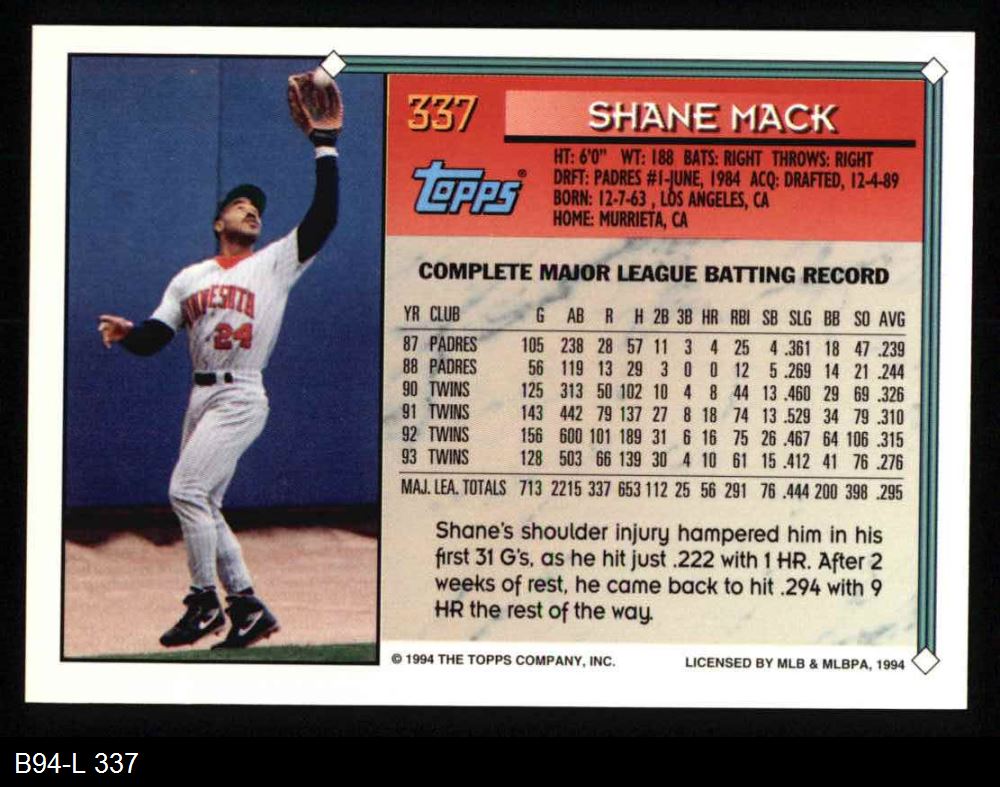 337
SHANE MACK
Topps®
HT: 6'0" WT: 188 BATS: RIGHT THROWS: RIGHT
DRFT: PADRES #1-JUNE, 1984 ACQ: DRAFTED, 12-4-89
BORN: 12-7-63 , LOS ANGELES, CA
HOME: MURRIETA, CA
COMPLETE MAJOR LEAGUE BATTING RECORD
YR CLUB G AB R H 2B 3B HR RBI SB SLG BB SO AVG
87 PADRES 105 238 28 57 11 3 4 25 4 .361 18 47 .239
88 PADRES 56 119 13 29 3 0 0 12 5 .269 14 21 .244
90 TWINS 125 313 50 102 10 4 8 44 13 .460 29 69 .326
91 TWINS 143 442 79 137 27 8 18 74 13 .529 34 79 .310
92 TWINS 156 600 101 189 31 6 16 75 26 .467 64 106 .315
93 TWINS 128 503 66 139 30 4 10 61 15 .412 41 76 .276
MAJ. LEA. TOTALS 713 2215 337 653 112 25 56 291 76 .444 200 398 .295
MINNESOTA
24
Shane's shoulder injury hampered him in his
first 31 G's, as he hit just .222 with 1 HR. After 2
weeks of rest, he came back to hit .294 with 9
HR the rest of the way.
© 1994 THE TOPPS COMPANY, INC.
LICENSED BY MLB & MLBPA, 1994
B94-L 337